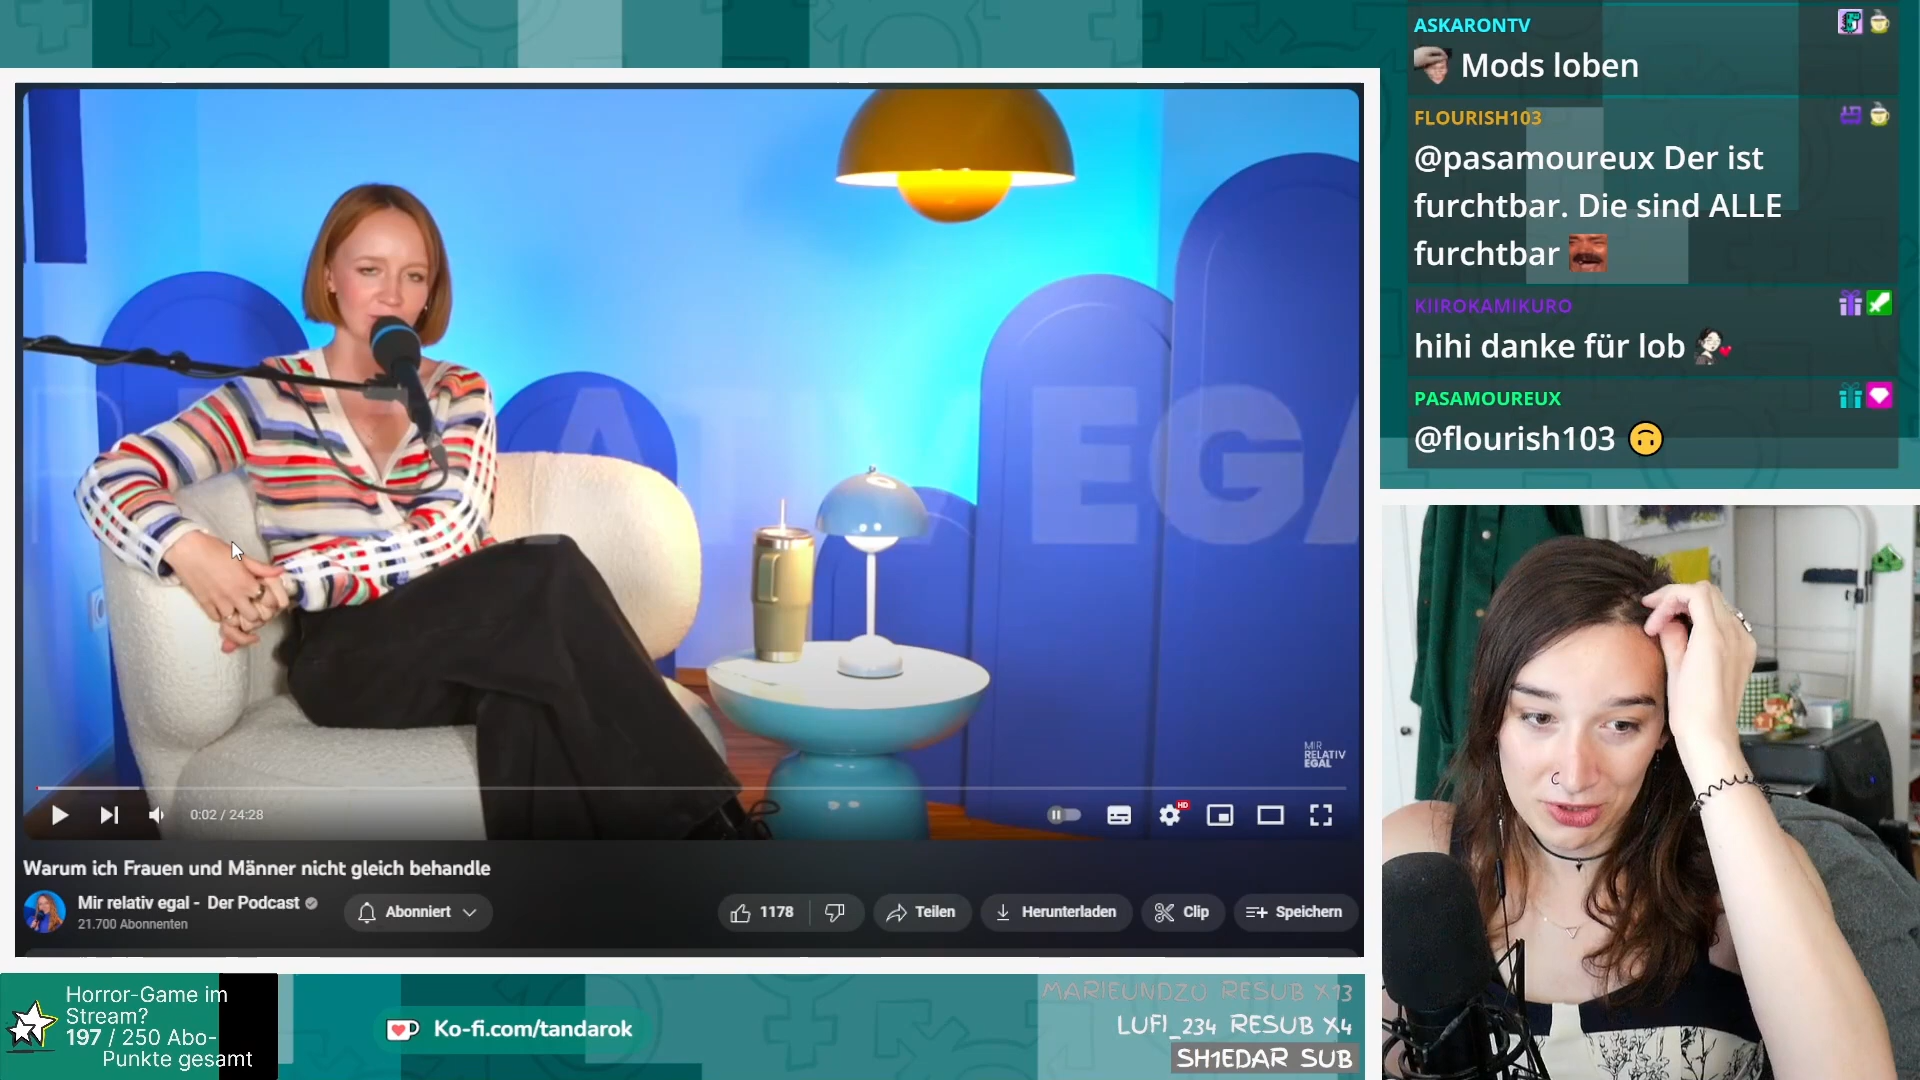 ASKARONTV
Mods loben
FLOURISH103
@pasamoureux Der ist
furchtbar. Die sind ALLE
furchtbar
KIIROKAMIKURO
hihi danke für lob
PASAMOUREUX
@flourish103
MIR
RELATIV
EGAL
0:02 / 24:28
HD
Warum ich Frauen und Männer nicht gleich behandle
Mir relativ egal - Der Podcast
21.700 Abonnenten
Abonniert
1178
Teilen
Herunterladen
Clip
Speichern
Horror-Game im
Stream?
197 / 250 Abo-
Punkte gesamt
Ko-fi.com/tandarok
MARIEUNDZO RESUB X13
LUFI_234 RESUB X4
SH1EDAR SUB